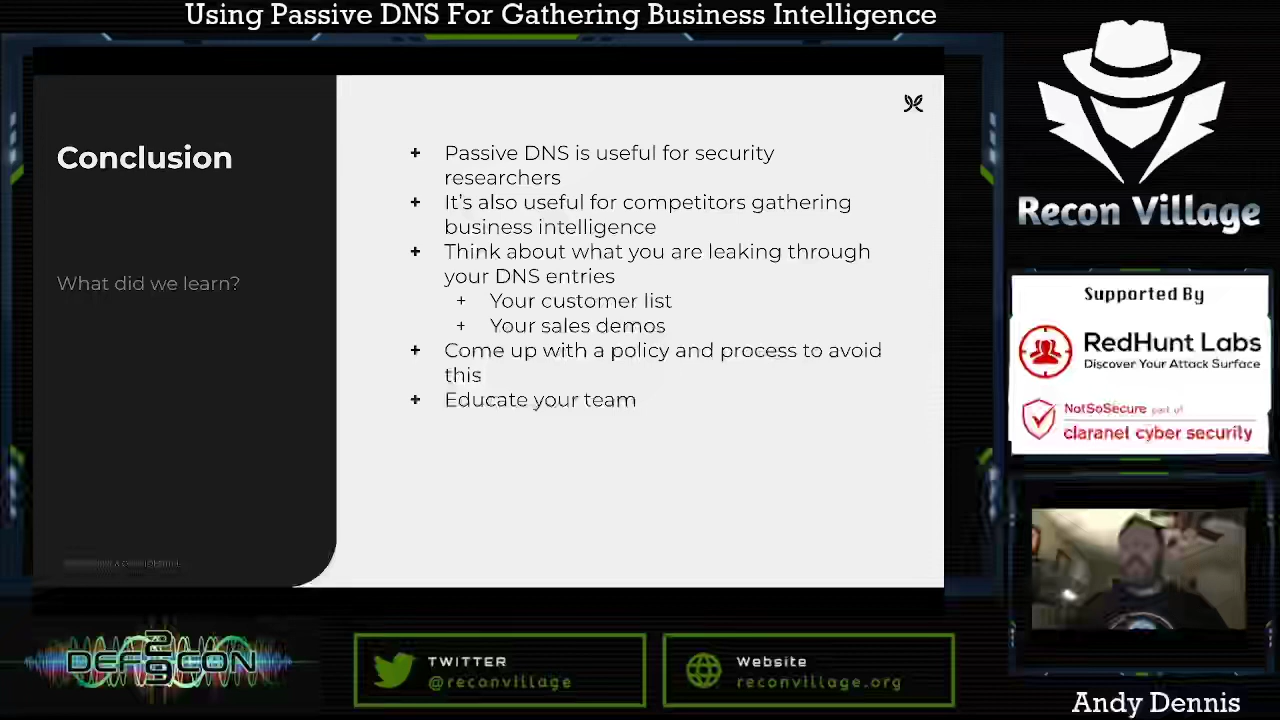 Using Passive DNS For Gathering Business Intelligence
Conclusion
What did we learn?
+ Passive DNS is useful for security
researchers
+ It's also useful for competitors gathering
business intelligence
+ Think about what you are leaking through
your DNS entries
+ Your customer list
+ Your sales demos
+ Come up with a policy and process to avoid
this
+ Educate your team
Recon Village
Supported By
RedHunt Labs
Discover Your Attack Surface
NotSoSecure part of
claranet cyber security
DEFCON
29
TWITTER
@reconvillage
Website
reconvillage.org
Andy Dennis